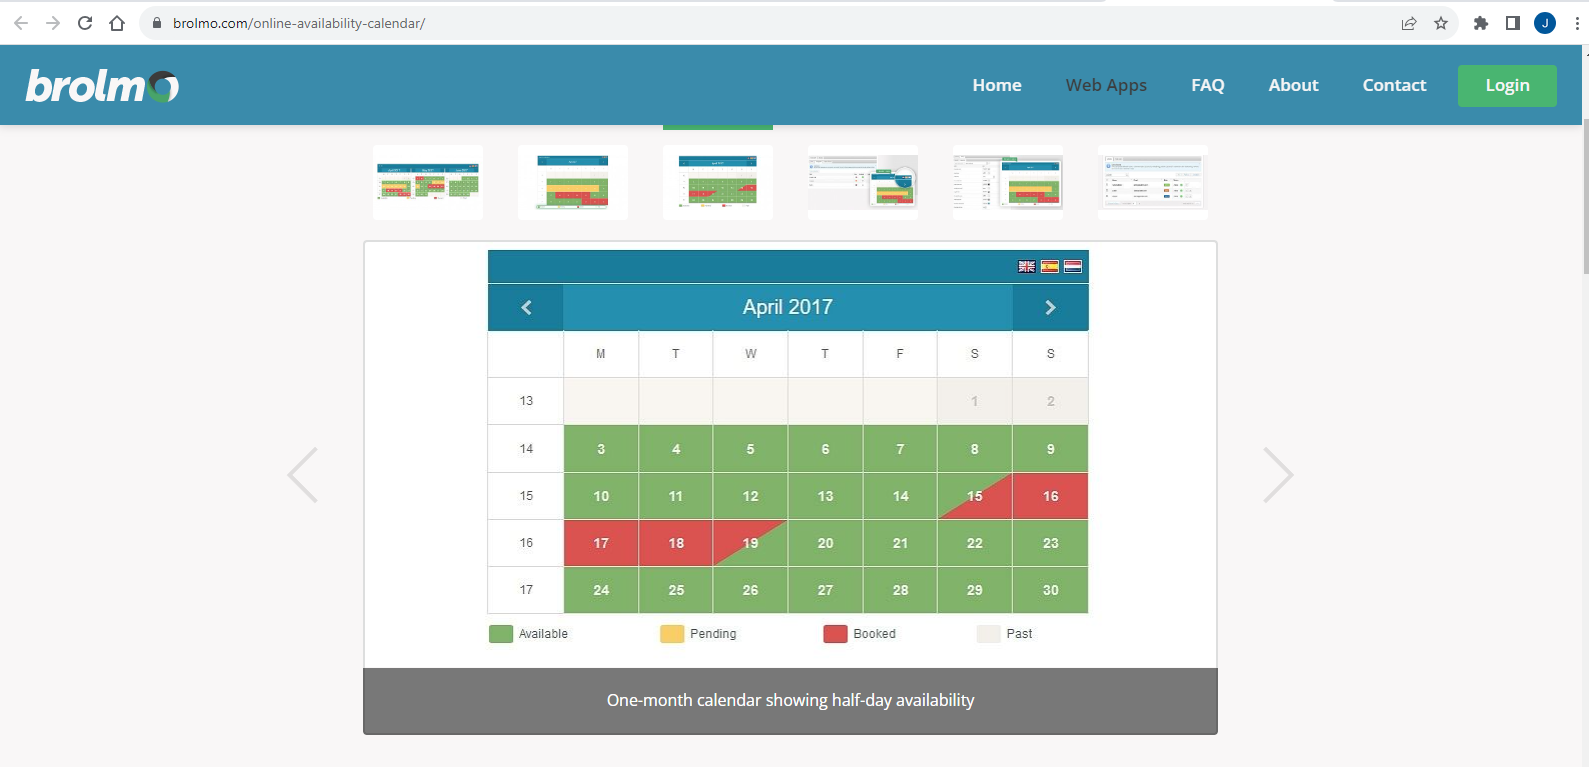 brolmo.com/online-availability-calendar/
J
brolmo
Home Web Apps FAQ About Contact Login
April 2017
M T W T F S S
13 1 2
14 3 4 5 6 7 8 9
15 10 11 12 13 14 15 16
16 17 18 19 20 21 22 23
17 24 25 26 27 28 29 30
Available Pending Booked Past
One-month calendar showing half-day availability